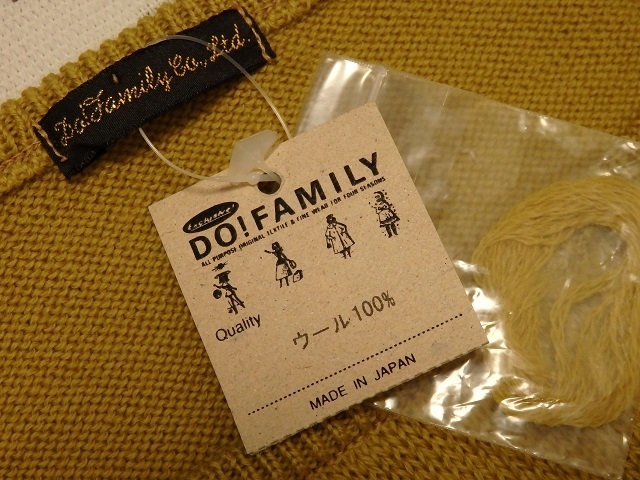 Do!Family Co., Ltd.
Exclusive!
DO!FAMILY
ALL PURPOSE ORIGINAL TEXTILE & FINE WEAR FOR FOUR SEASONS
Quality
ウール100%
MADE IN JAPAN